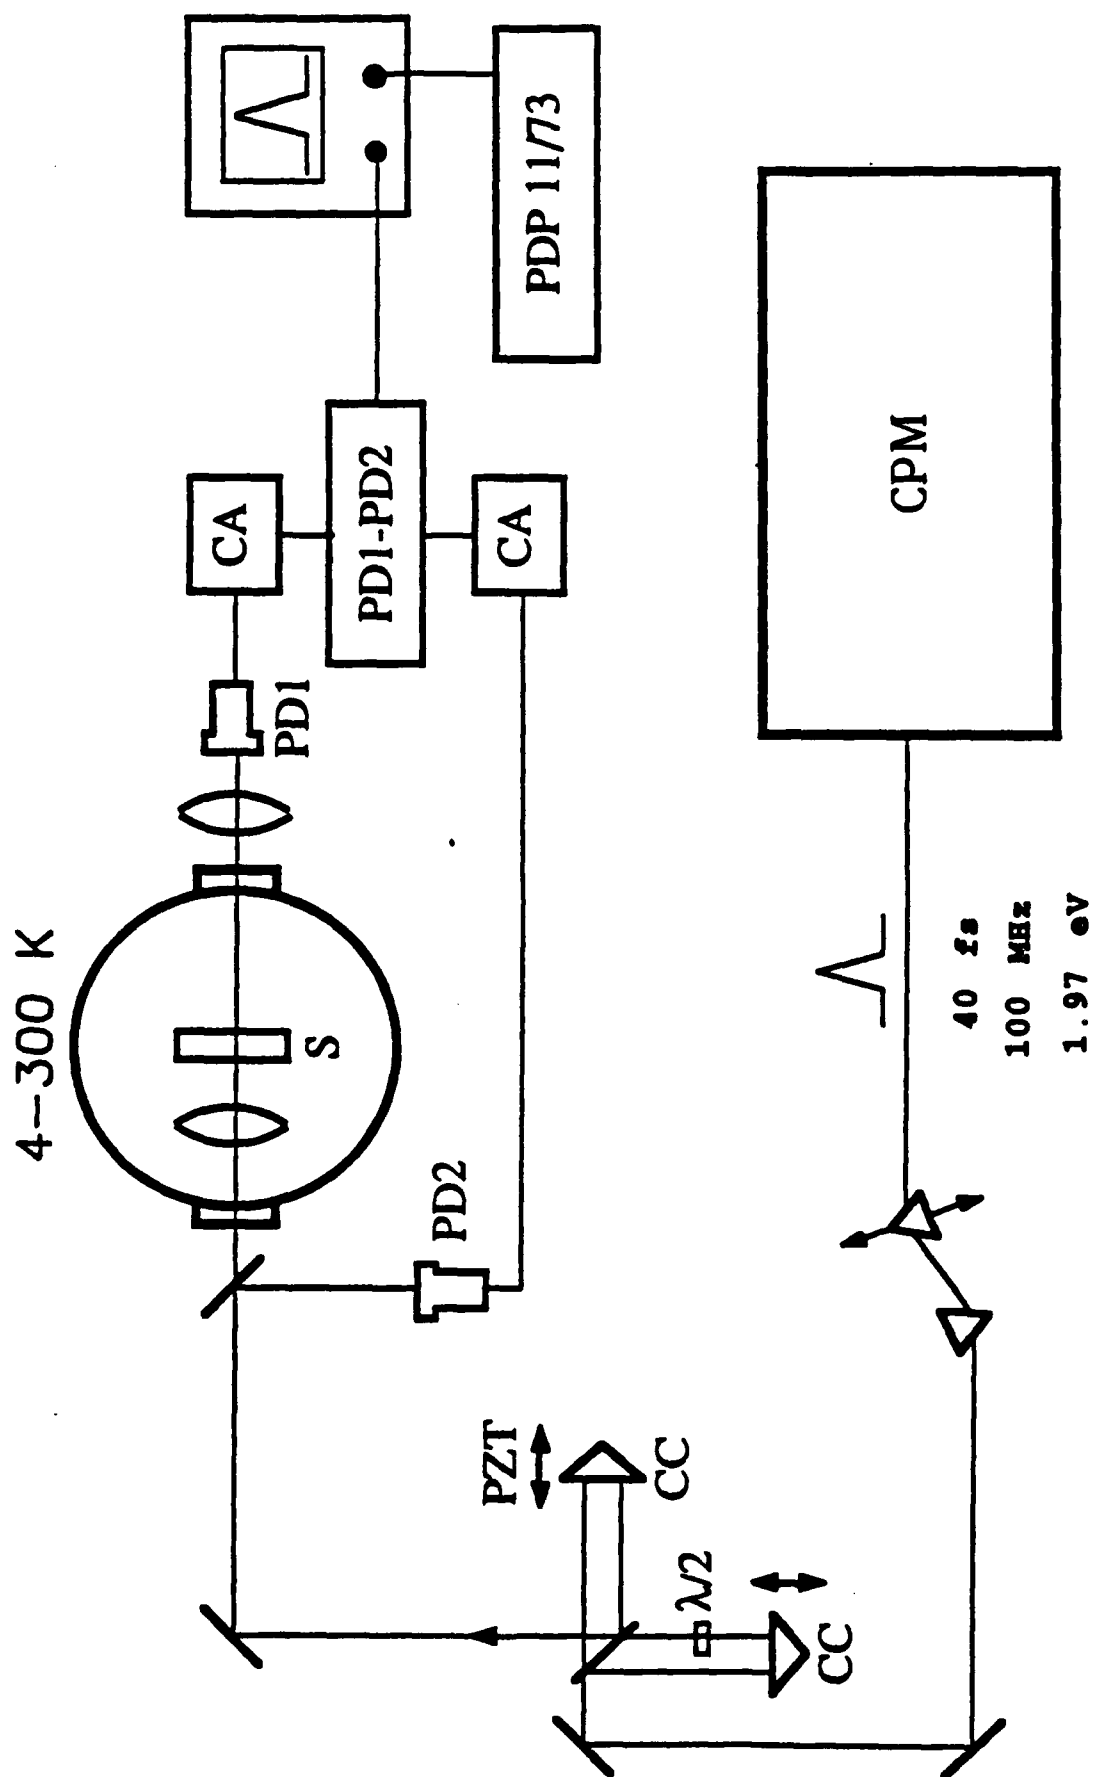 4—300 K
S
PD1
CA
PD1-PD2
CA
PD2
PDP 11/73
CPM
40 fs
100 MHz
1.97 eV
PZT
CC
λ/2
CC